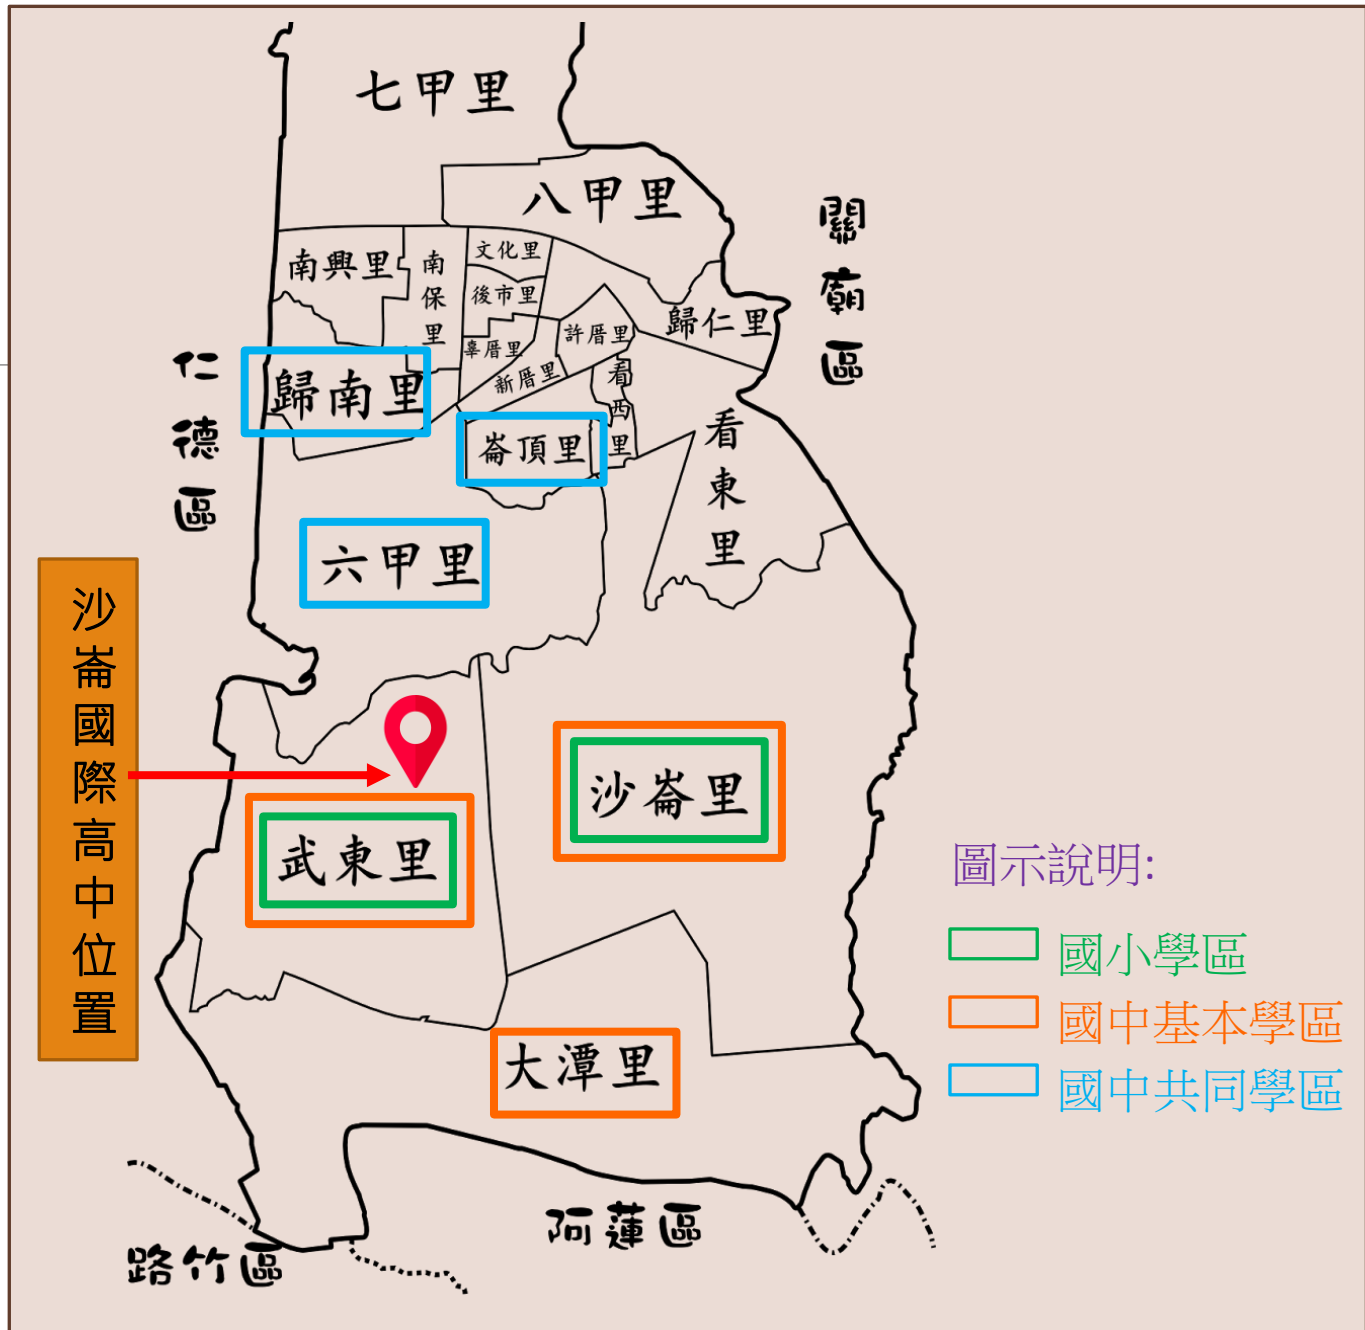 七甲里
八甲里
關廟區
南興里
南保里
文化里
後市里
歸仁里
許厝里
辜厝里
新厝里
看西里
仁德區
歸南里
崙頂里
看東里
六甲里
沙崙國際高中位置
沙崙里
武東里
大潭里
圖示說明:
國小學區
國中基本學區
國中共同學區
阿蓮區
路竹區